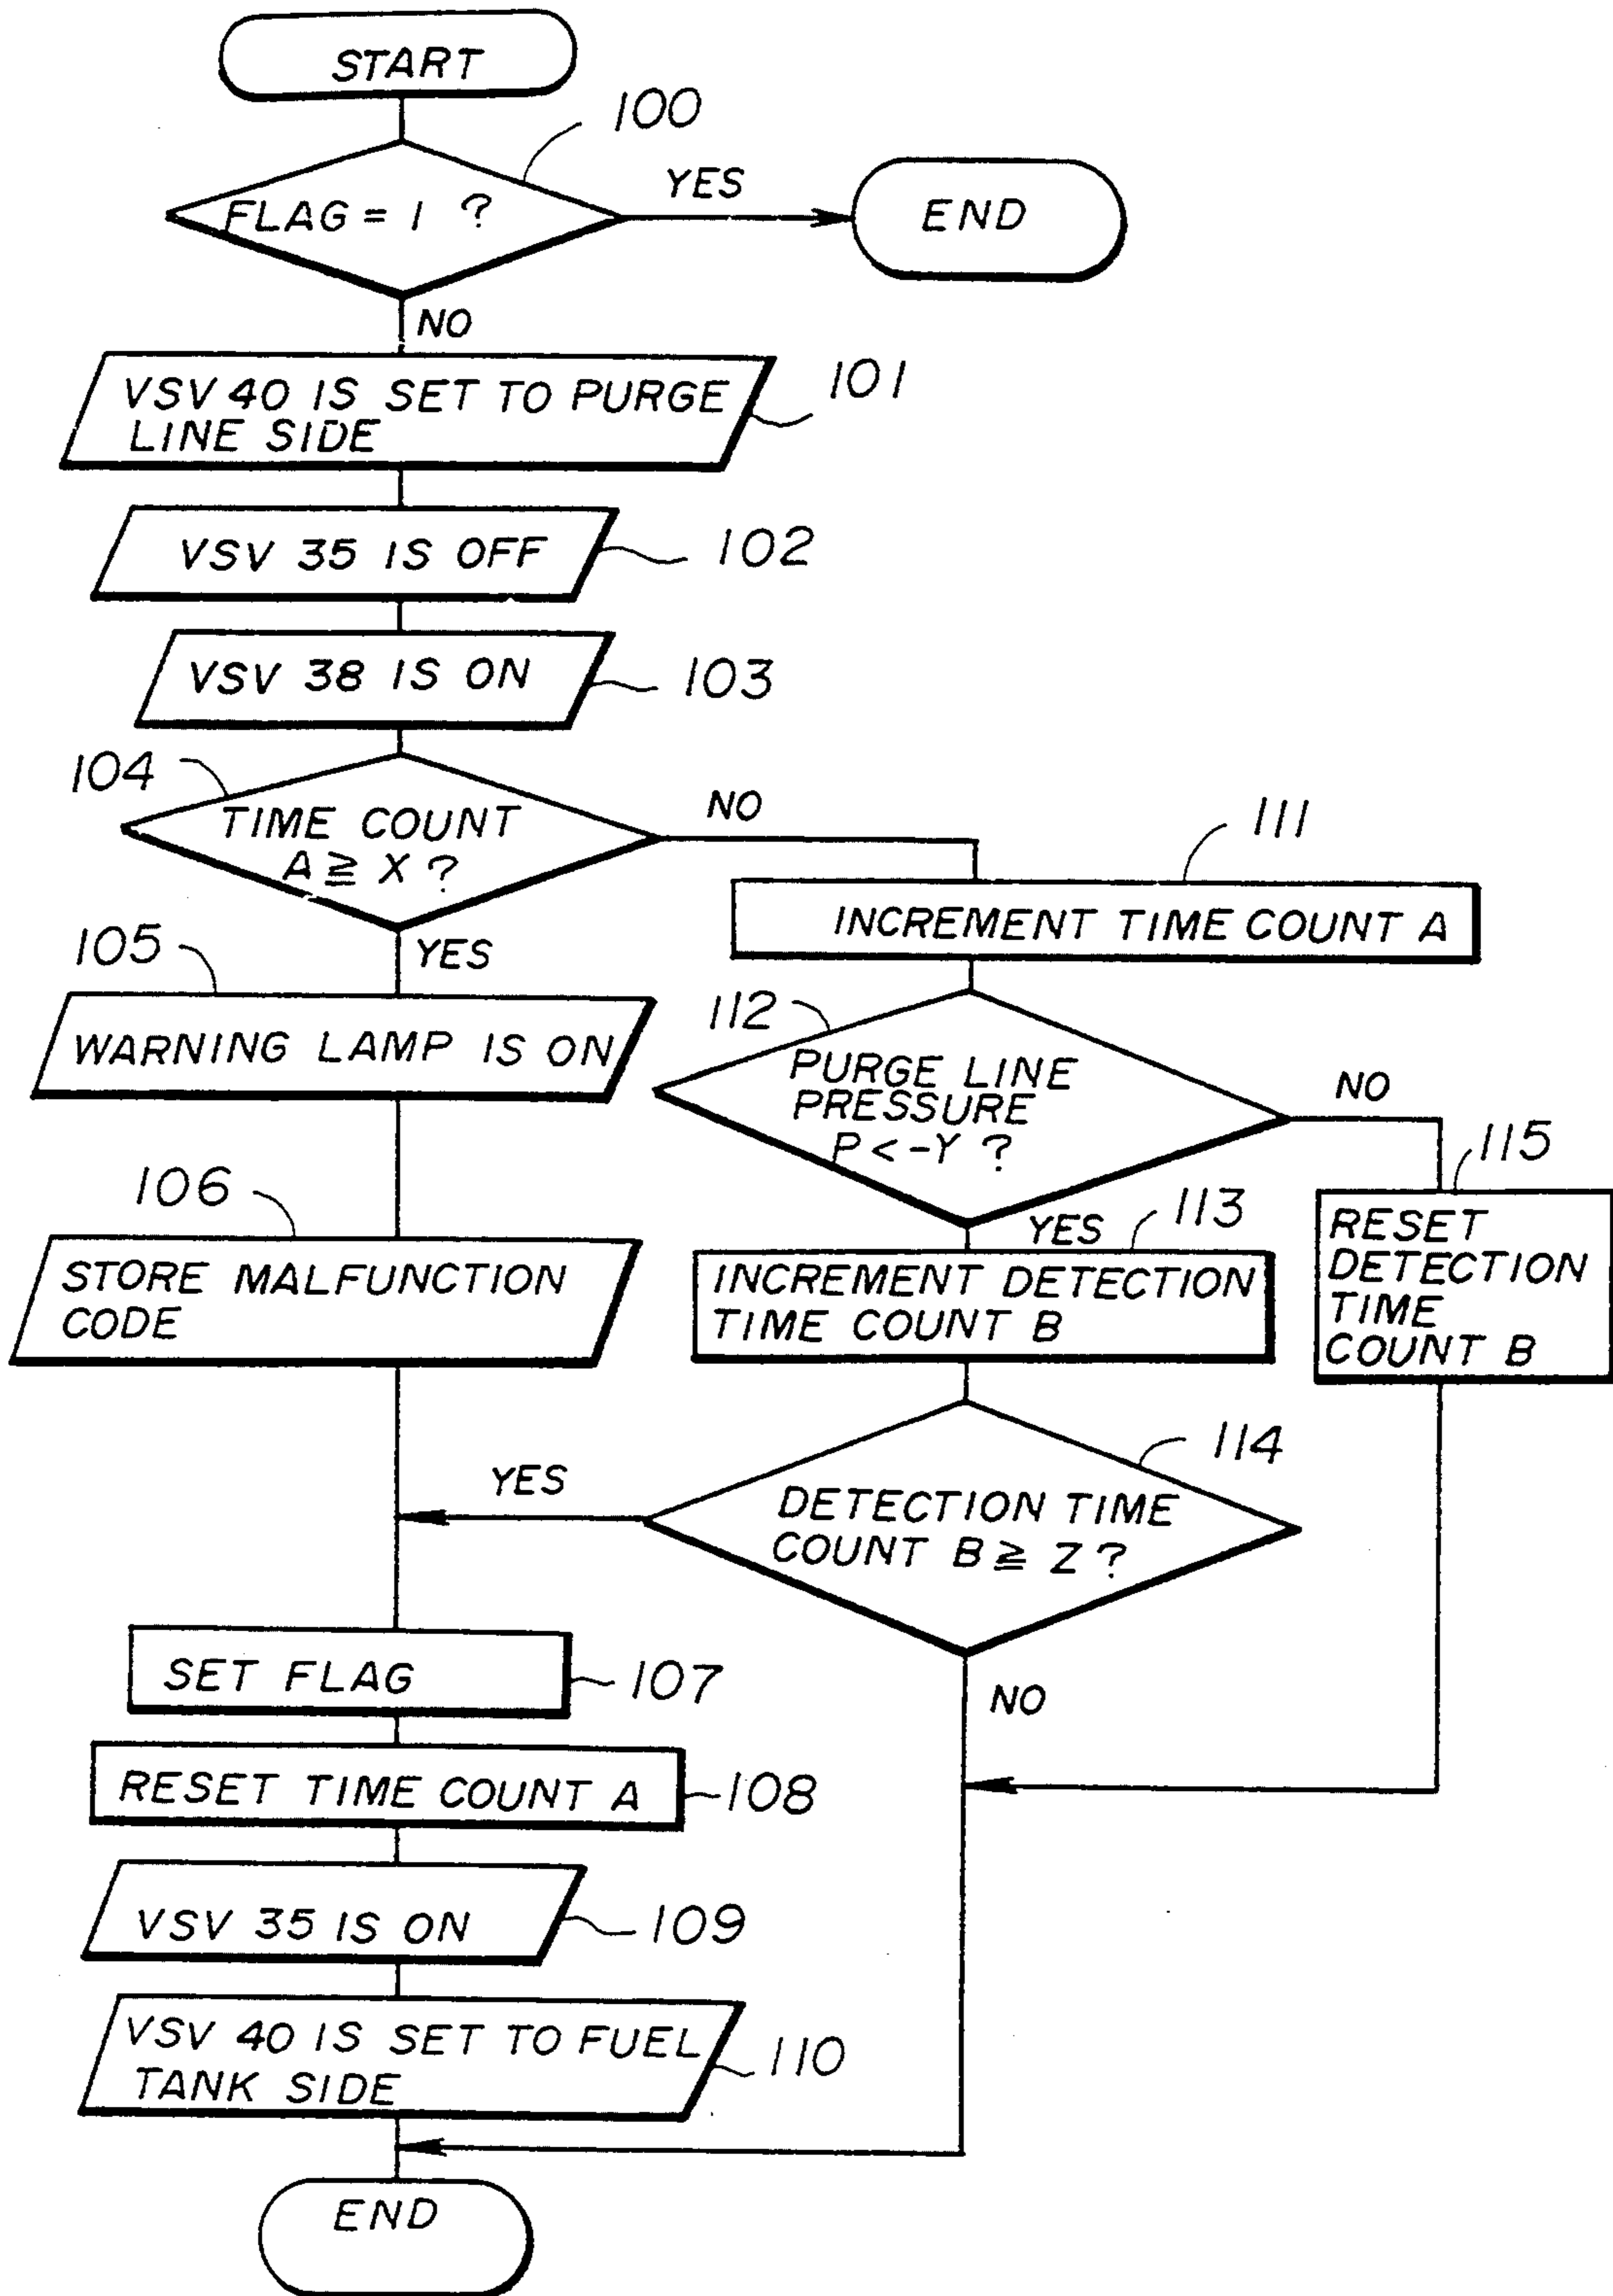 START
100
FLAG = 1 ?
YES
END
NO
VSV 40 IS SET TO PURGE
LINE SIDE
101
VSV 35 IS OFF
102
VSV 38 IS ON
103
104
TIME COUNT
A ≧ X ?
NO
YES
111
INCREMENT TIME COUNT A
105
WARNING LAMP IS ON
112
PURGE LINE
PRESSURE
P < -Y ?
NO
YES
115
RESET
DETECTION
TIME
COUNT B
106
STORE MALFUNCTION
CODE
113
INCREMENT DETECTION
TIME COUNT B
114
DETECTION TIME
COUNT B ≧ Z ?
YES
NO
SET FLAG
107
RESET TIME COUNT A
108
VSV 35 IS ON
109
VSV 40 IS SET TO FUEL
TANK SIDE
110
END